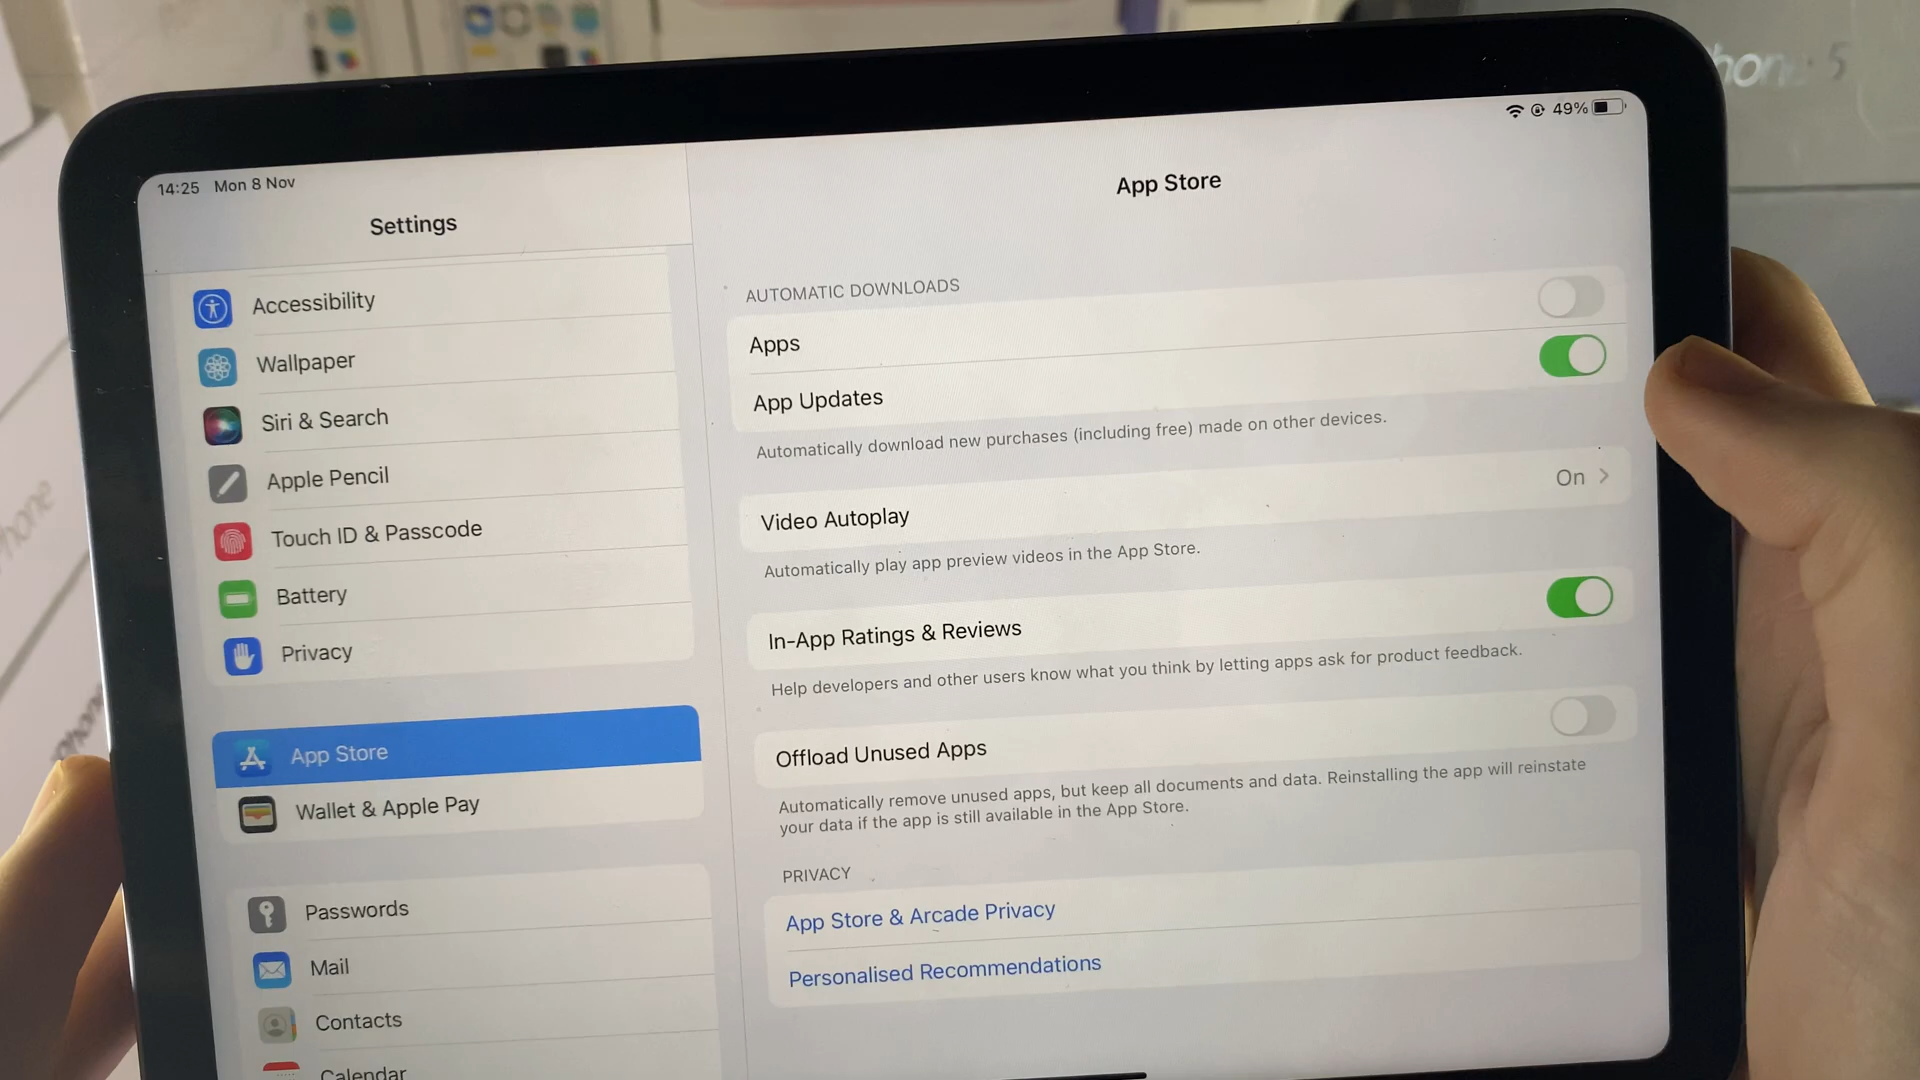 14:25 Mon 8 Nov
49%
Settings
Accessibility
Wallpaper
Siri & Search
Apple Pencil
Touch ID & Passcode
Battery
Privacy
App Store
Wallet & Apple Pay
Passwords
Mail
Contacts
Calendar
App Store
AUTOMATIC DOWNLOADS
Apps
App Updates
Automatically download new purchases (including free) made on other devices.
Video Autoplay On
Automatically play app preview videos in the App Store.
In-App Ratings & Reviews
Help developers and other users know what you think by letting apps ask for product feedback.
Offload Unused Apps
Automatically remove unused apps, but keep all documents and data. Reinstalling the app will reinstate
your data if the app is still available in the App Store.
PRIVACY
App Store & Arcade Privacy
Personalised Recommendations